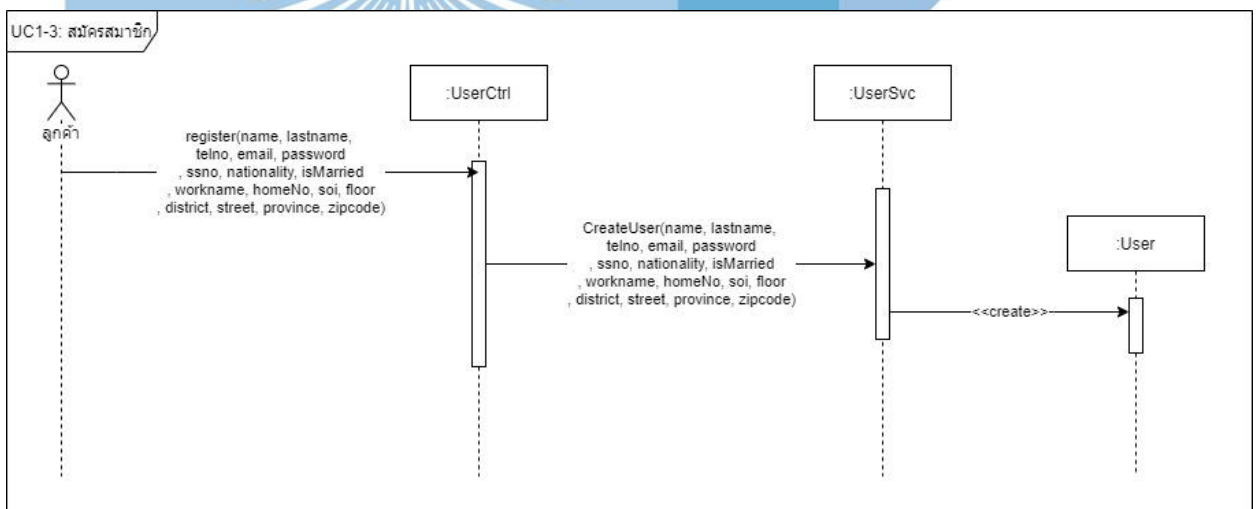 UC1-3: สมัครสมาชิก
:UserCtrl
:UserSvc
ลูกค้า
register(name, lastname,
telno, email, password
, ssno, nationality, isMarried
, workname, homeNo, soi, floor
, district, street, province, zipcode)
CreateUser(name, lastname,
telno, email, password
, ssno, nationality, isMarried
, workname, homeNo, soi, floor
, district, street, province, zipcode)
:User
<<create>>